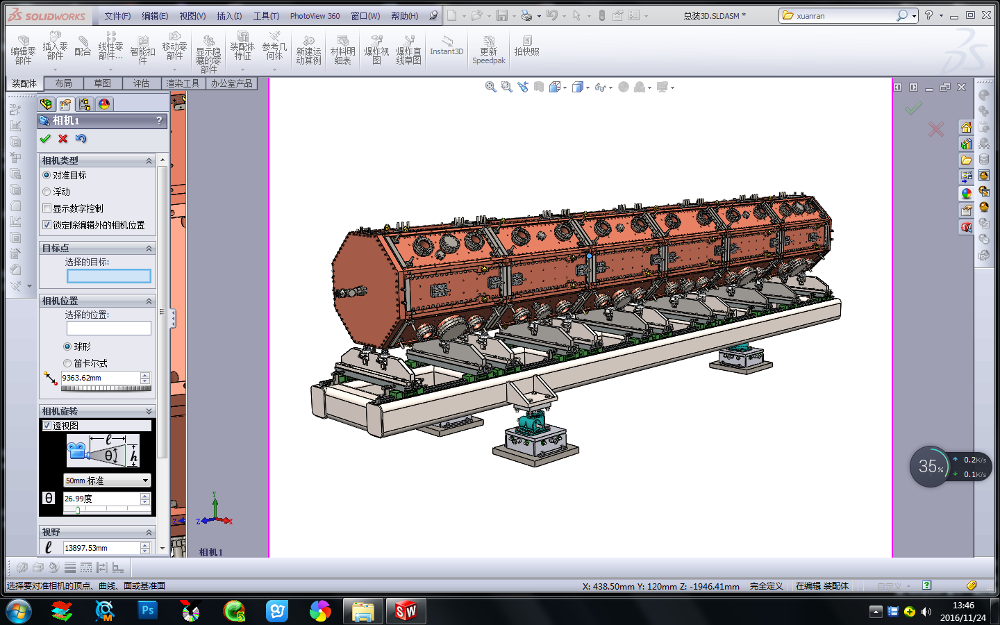 SOLIDWORKS 文件(F) 编辑(E) 视图(V) 插入(I) 工具(T) PhotoView 360 窗口(W) 帮助(H) 总装3D.SLDASM * xuanran ?
编辑零部件 插入零部件 配合 线性零部件... 智能扣件 移动零部件 显示隐藏的零部件 装配体特征 参考几何体 新建运动算例 材料明细表 爆炸视图 爆炸直线草图 Instant3D 更新Speedpak 拍快照
装配体 布局 草图 评估 渲染工具 办公室产品
相机1 ?
相机类型
对准目标
浮动
显示数字控制
锁定除编辑外的相机位置
目标点
选择的目标:
相机位置
选择的位置:
球形
笛卡尔式
9363.62mm
相机旋转
透视图
ℓ
θ h
50mm 标准
θ 26.99度
视野
ℓ 13897.53mm
Y
Z X
Z
相机1
35% 0.2K/s
0.1K/s
选择要对准相机的顶点、曲线、面或基准面 X: 438.50mm Y: 120mm Z: -1946.41mm 完全定义 在编辑 装配体 自定义 ?
M Ps 5 SW
13:46
2016/11/24